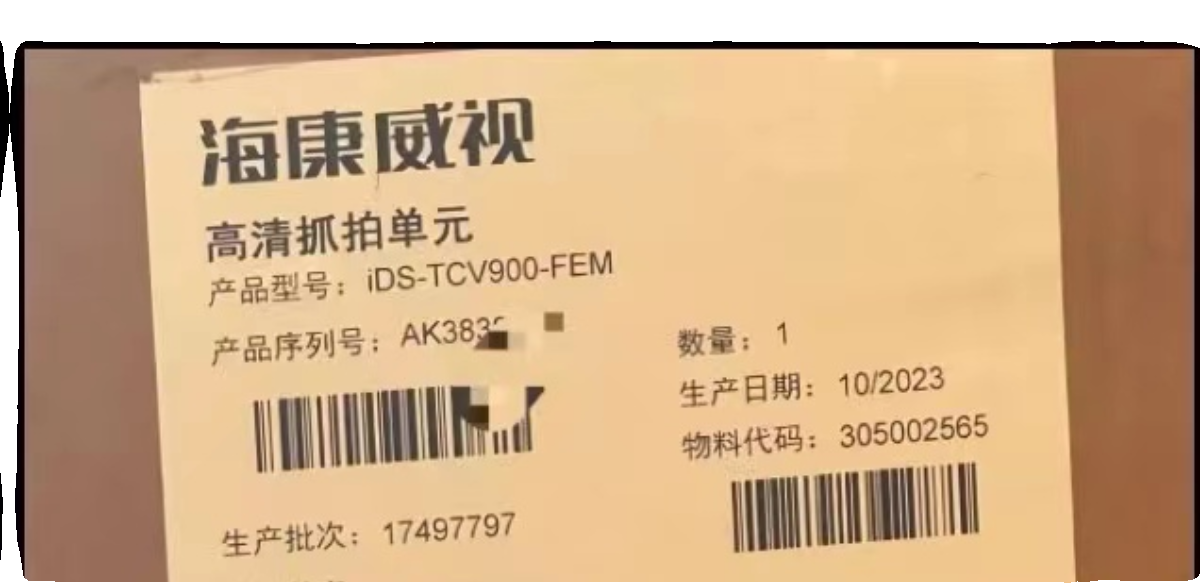 海康威视
高清抓拍单元
产品型号：iDS-TCV900-FEM
产品序列号：AK383
数量：1
生产日期：10/2023
物料代码：305002565
生产批次：17497797